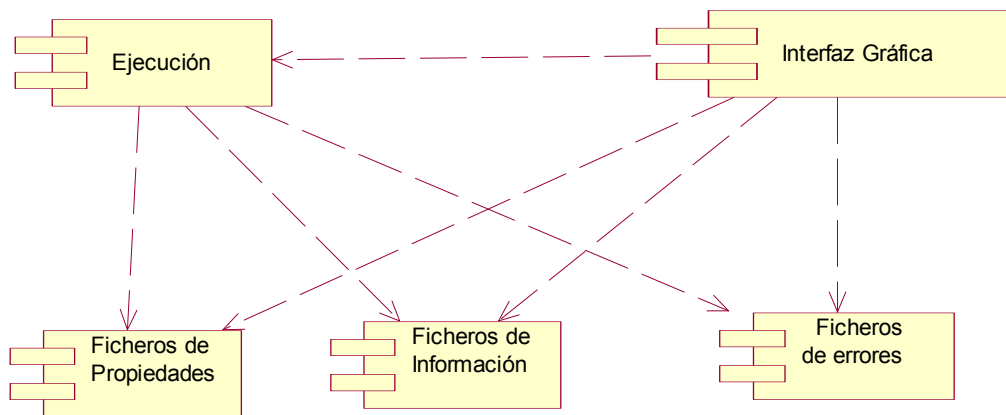 Ejecución
Interfaz Gráfica
Ficheros de
Propiedades
Ficheros de
Información
Ficheros
de errores